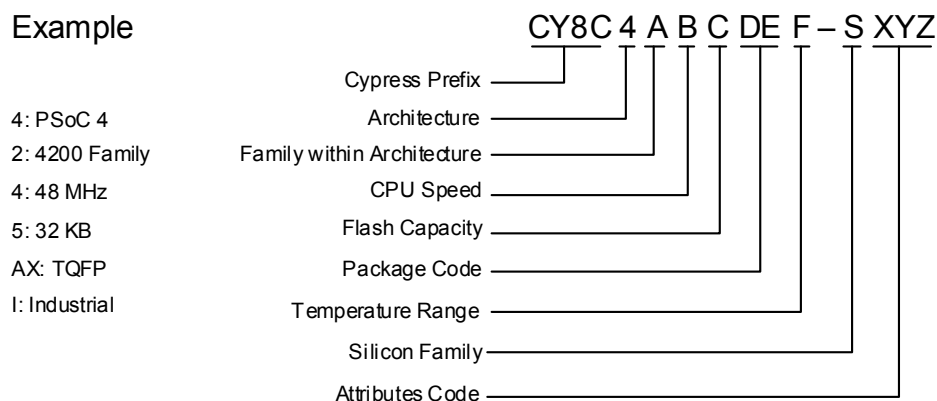 Example
CY8C 4 A B C DE F – S XYZ
Cypress Prefix
4: PSoC 4
Architecture
2: 4200 Family
Family within Architecture
4: 48 MHz
CPU Speed
5: 32 KB
Flash Capacity
AX: TQFP
Package Code
I: Industrial
Temperature Range
Silicon Family
Attributes Code